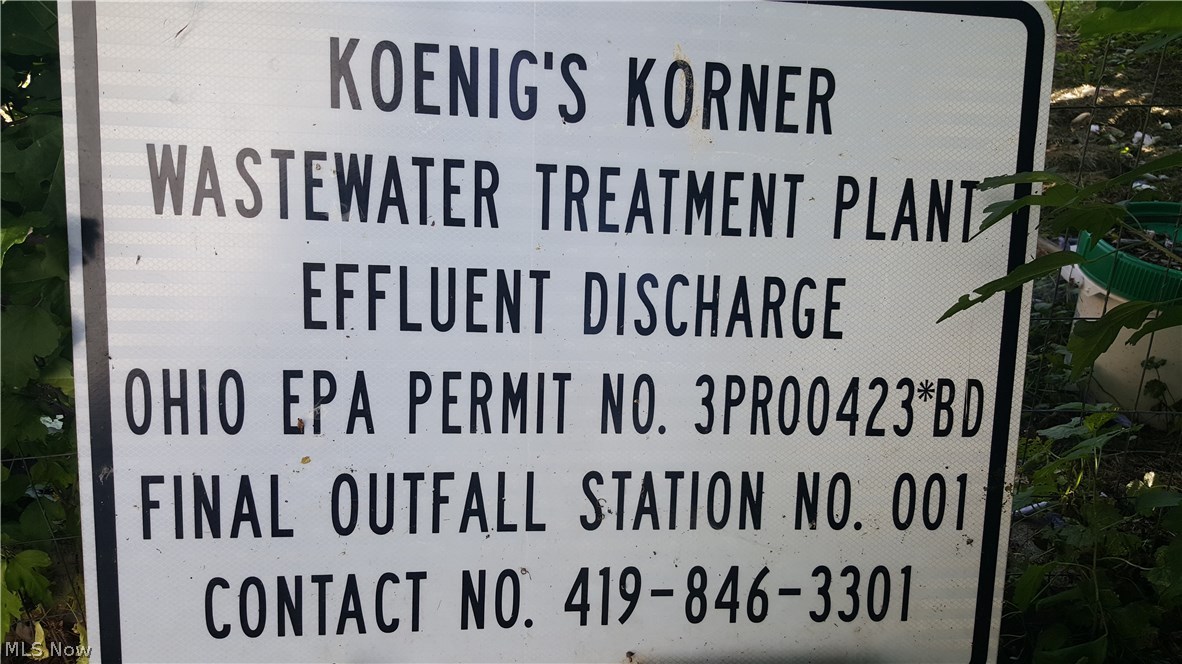 KOENIG'S KORNER
WASTEWATER TREATMENT PLANT
EFFLUENT DISCHARGE
OHIO EPA PERMIT NO. 3PR00423*BD
FINAL OUTFALL STATION NO. 001
CONTACT NO. 419-846-3301
MLS Now